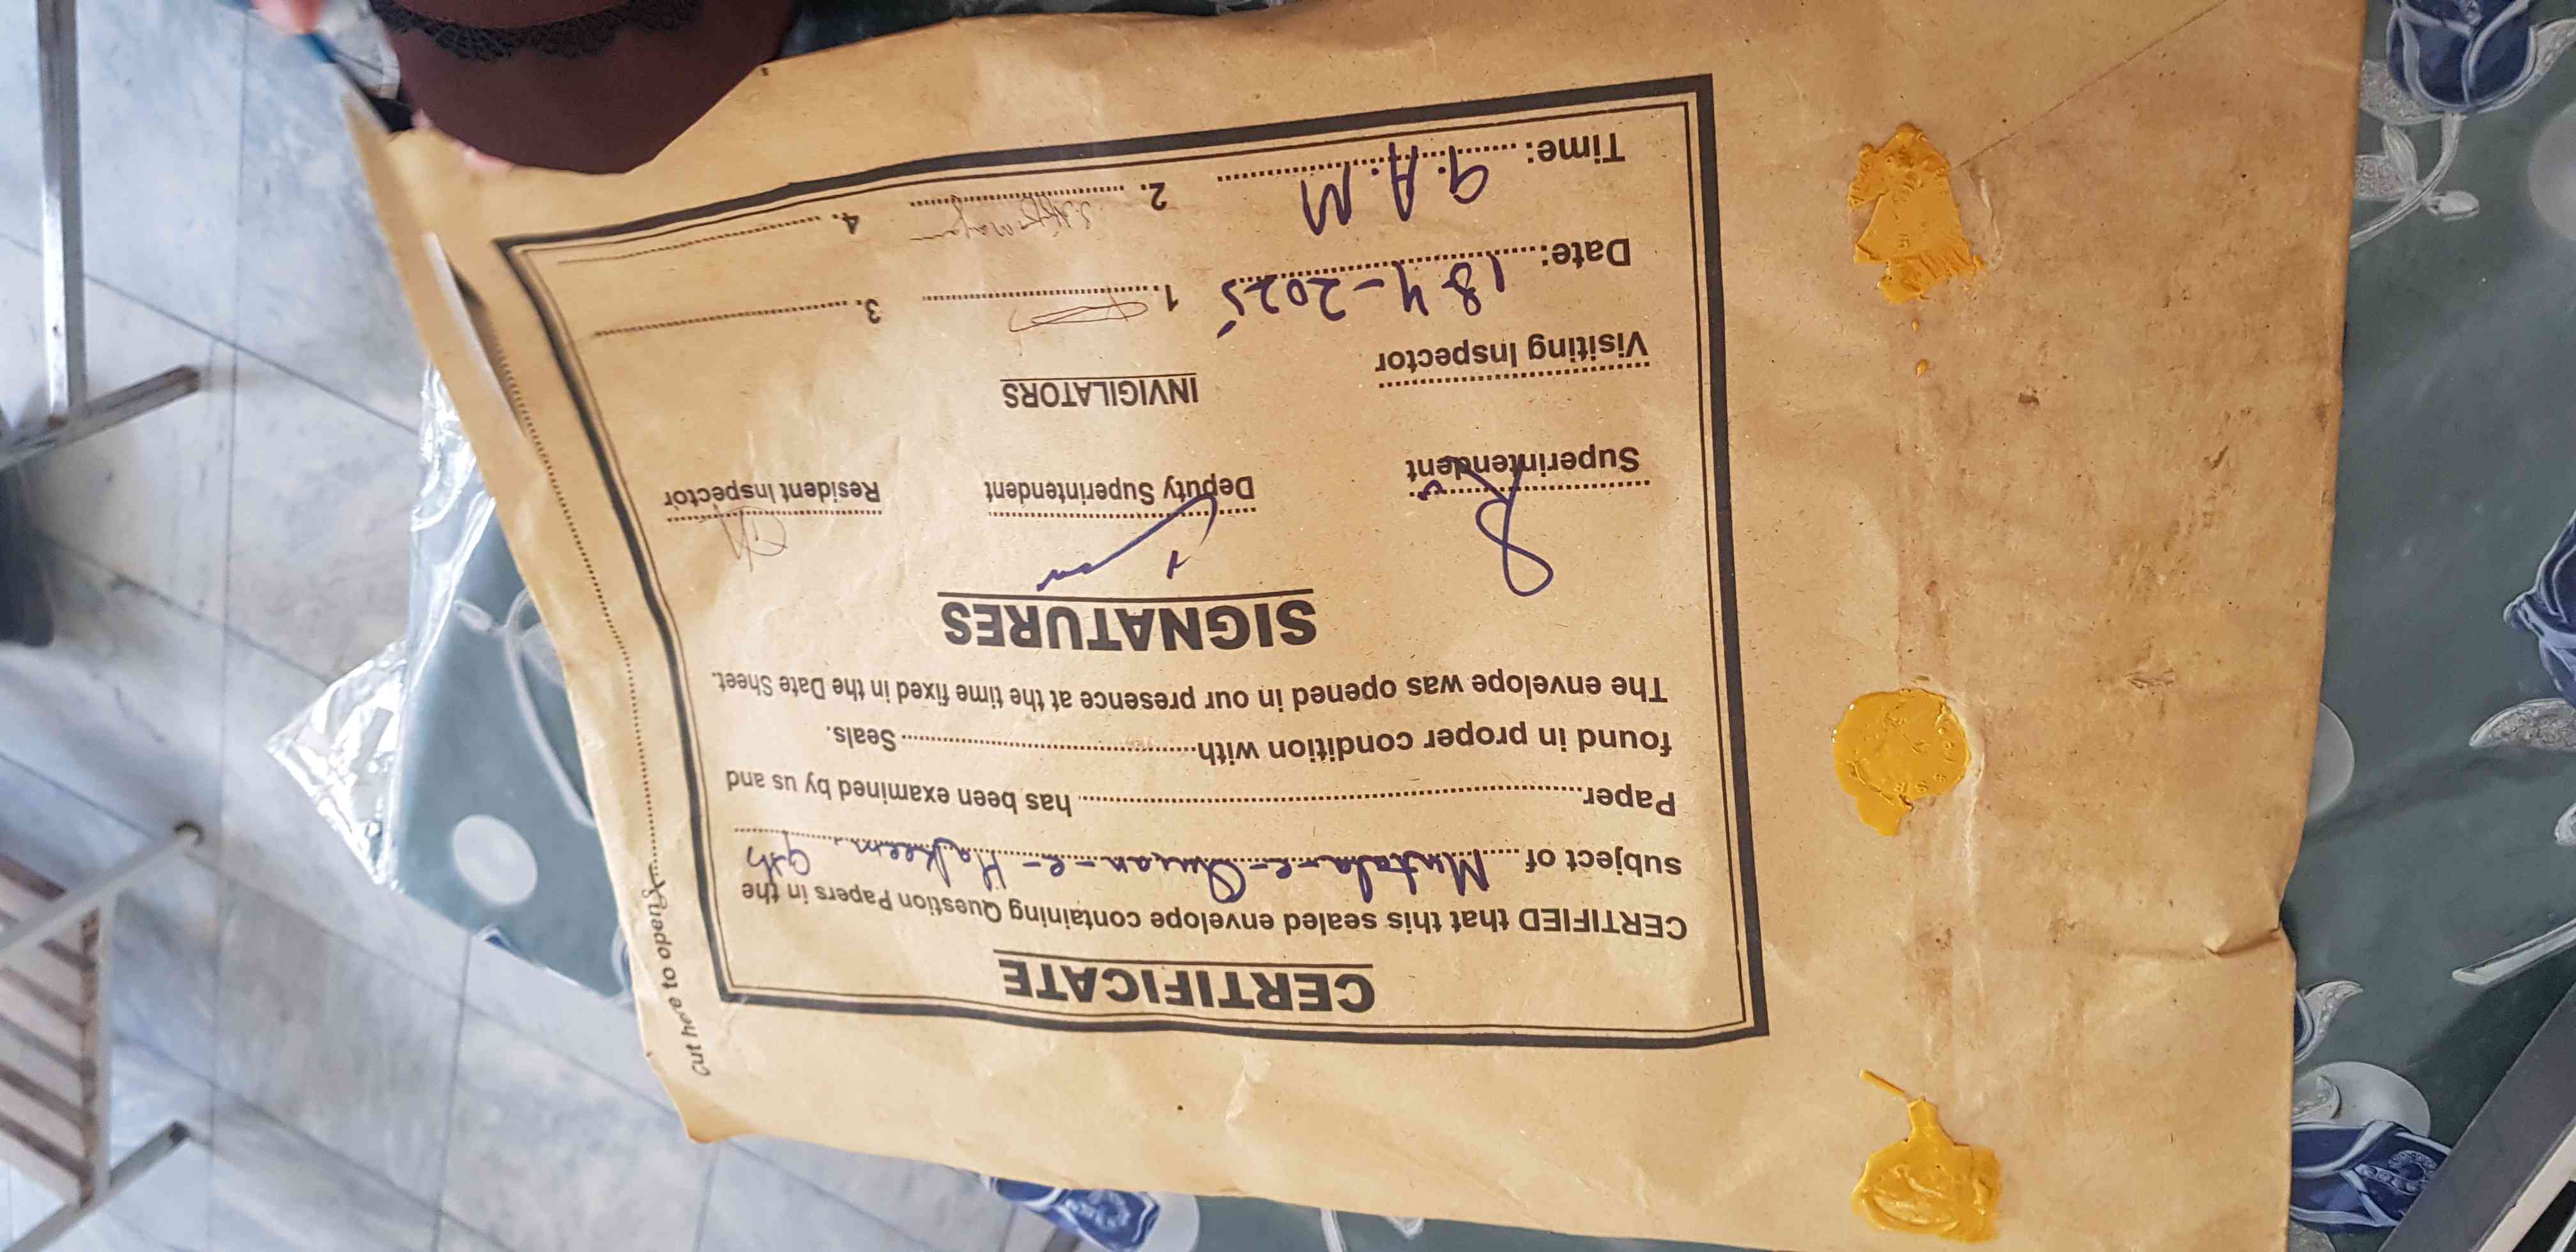 CERTIFICATE
CERTIFIED that this sealed envelope containing Question Papers in the
subject of Mutala-e-Quran-e-Hakeem 9th
Paper. has been examined by us and
found in proper condition with Seals.
The envelope was opened in our presence at the time fixed in the Date Sheet.
SIGNATURES
Superintendent Deputy Superintendent Resident Inspector
INVIGILATORS
Visiting Inspector
Date: 18-4-2025 1. 3.
Time: 9.A.M 2. 4.
Cut here to open